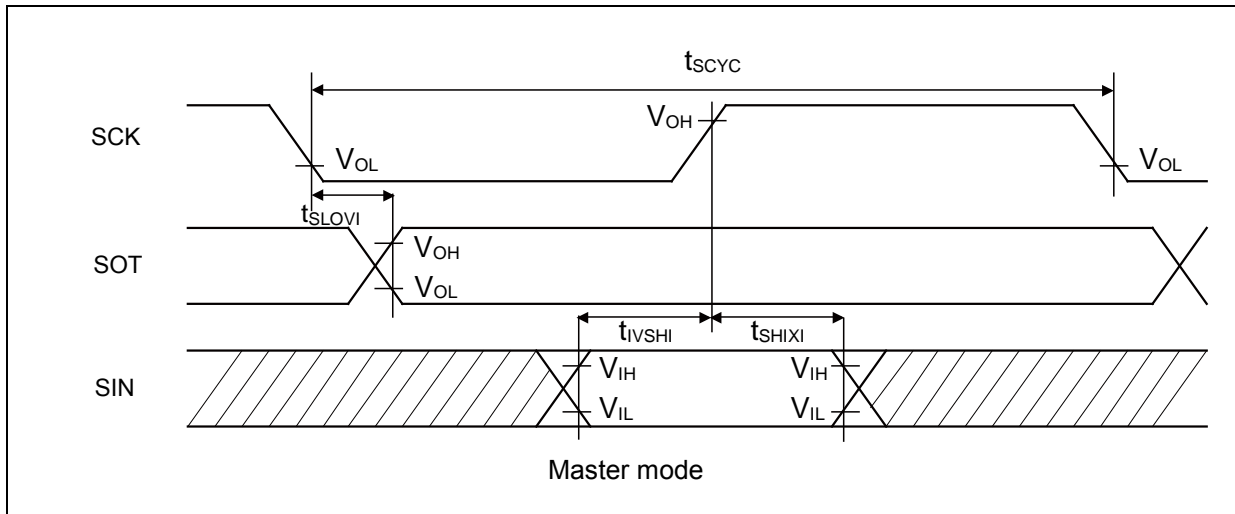 tSCYC
SCK
VOH
VOL
VOL
tSLOVI
SOT
VOH
VOL
tIVSHI
tSHIXI
SIN
VIH
VIH
VIL
VIL
Master mode